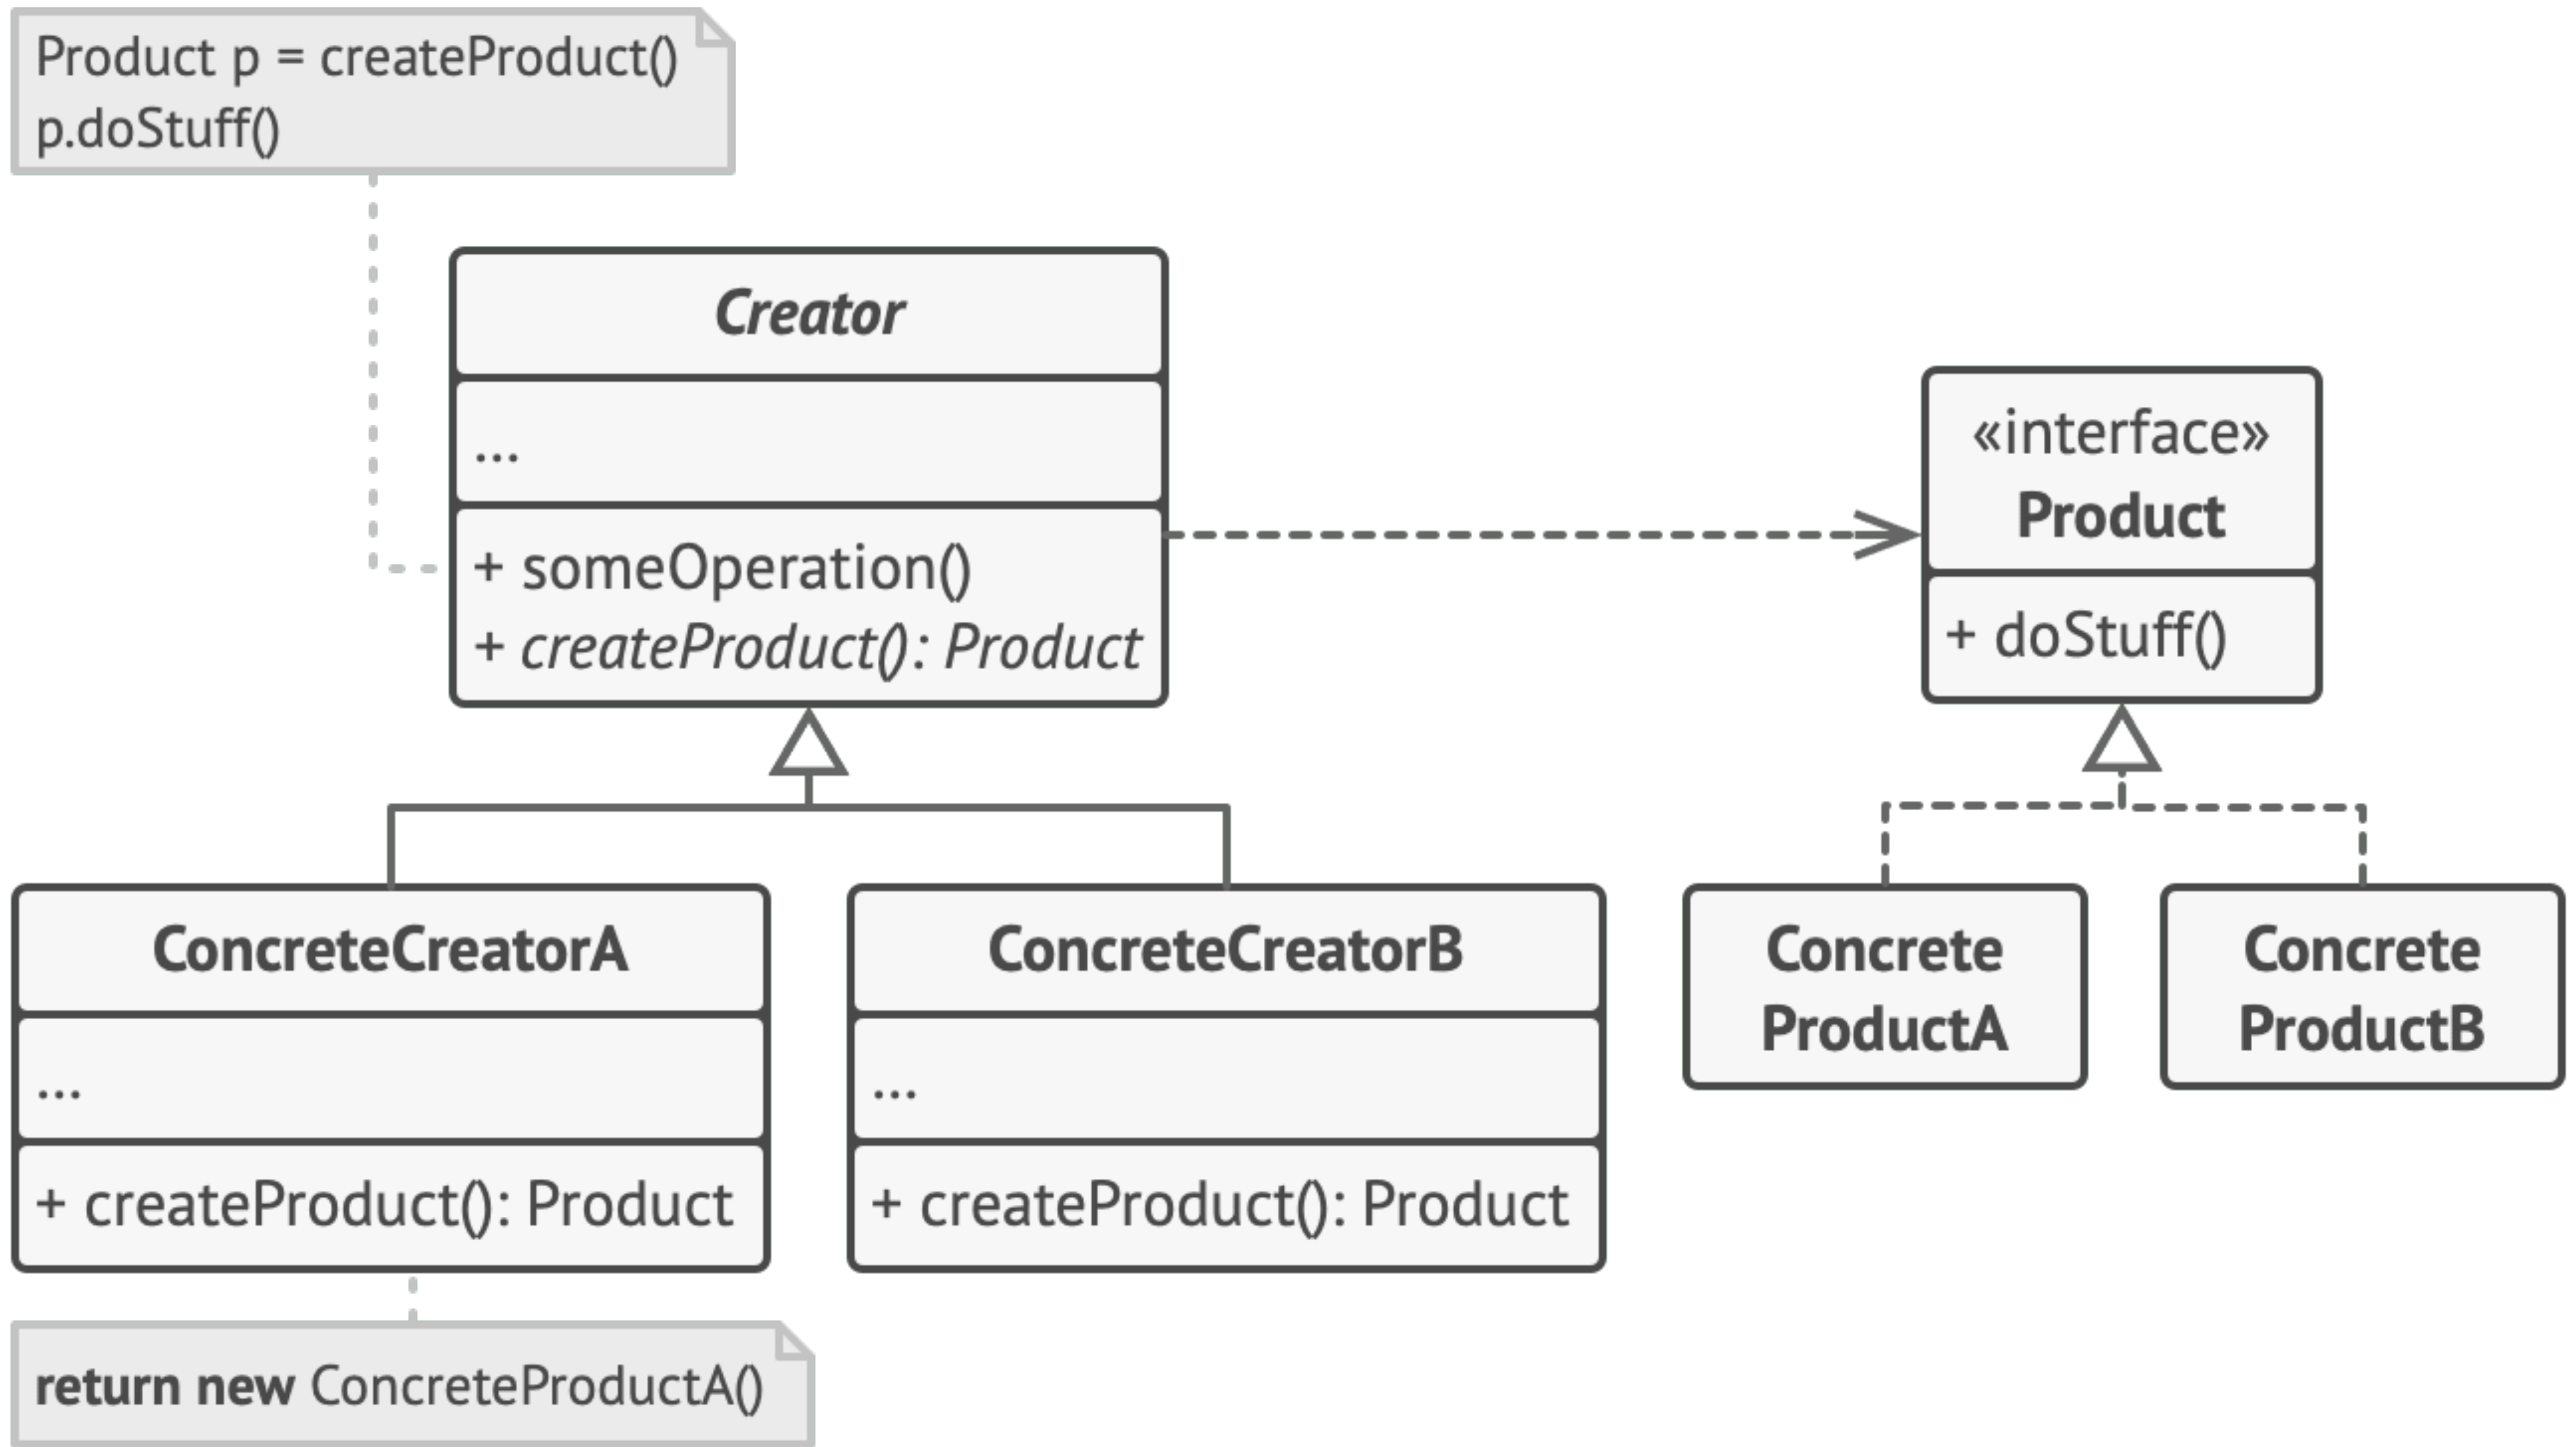 Product p = createProduct()
p.doStuff()
Creator
...
+ someOperation()
+ createProduct(): Product
«interface»
Product
+ doStuff()
ConcreteCreatorA
...
+ createProduct(): Product
ConcreteCreatorB
...
+ createProduct(): Product
Concrete
ProductA
Concrete
ProductB
return new ConcreteProductA()